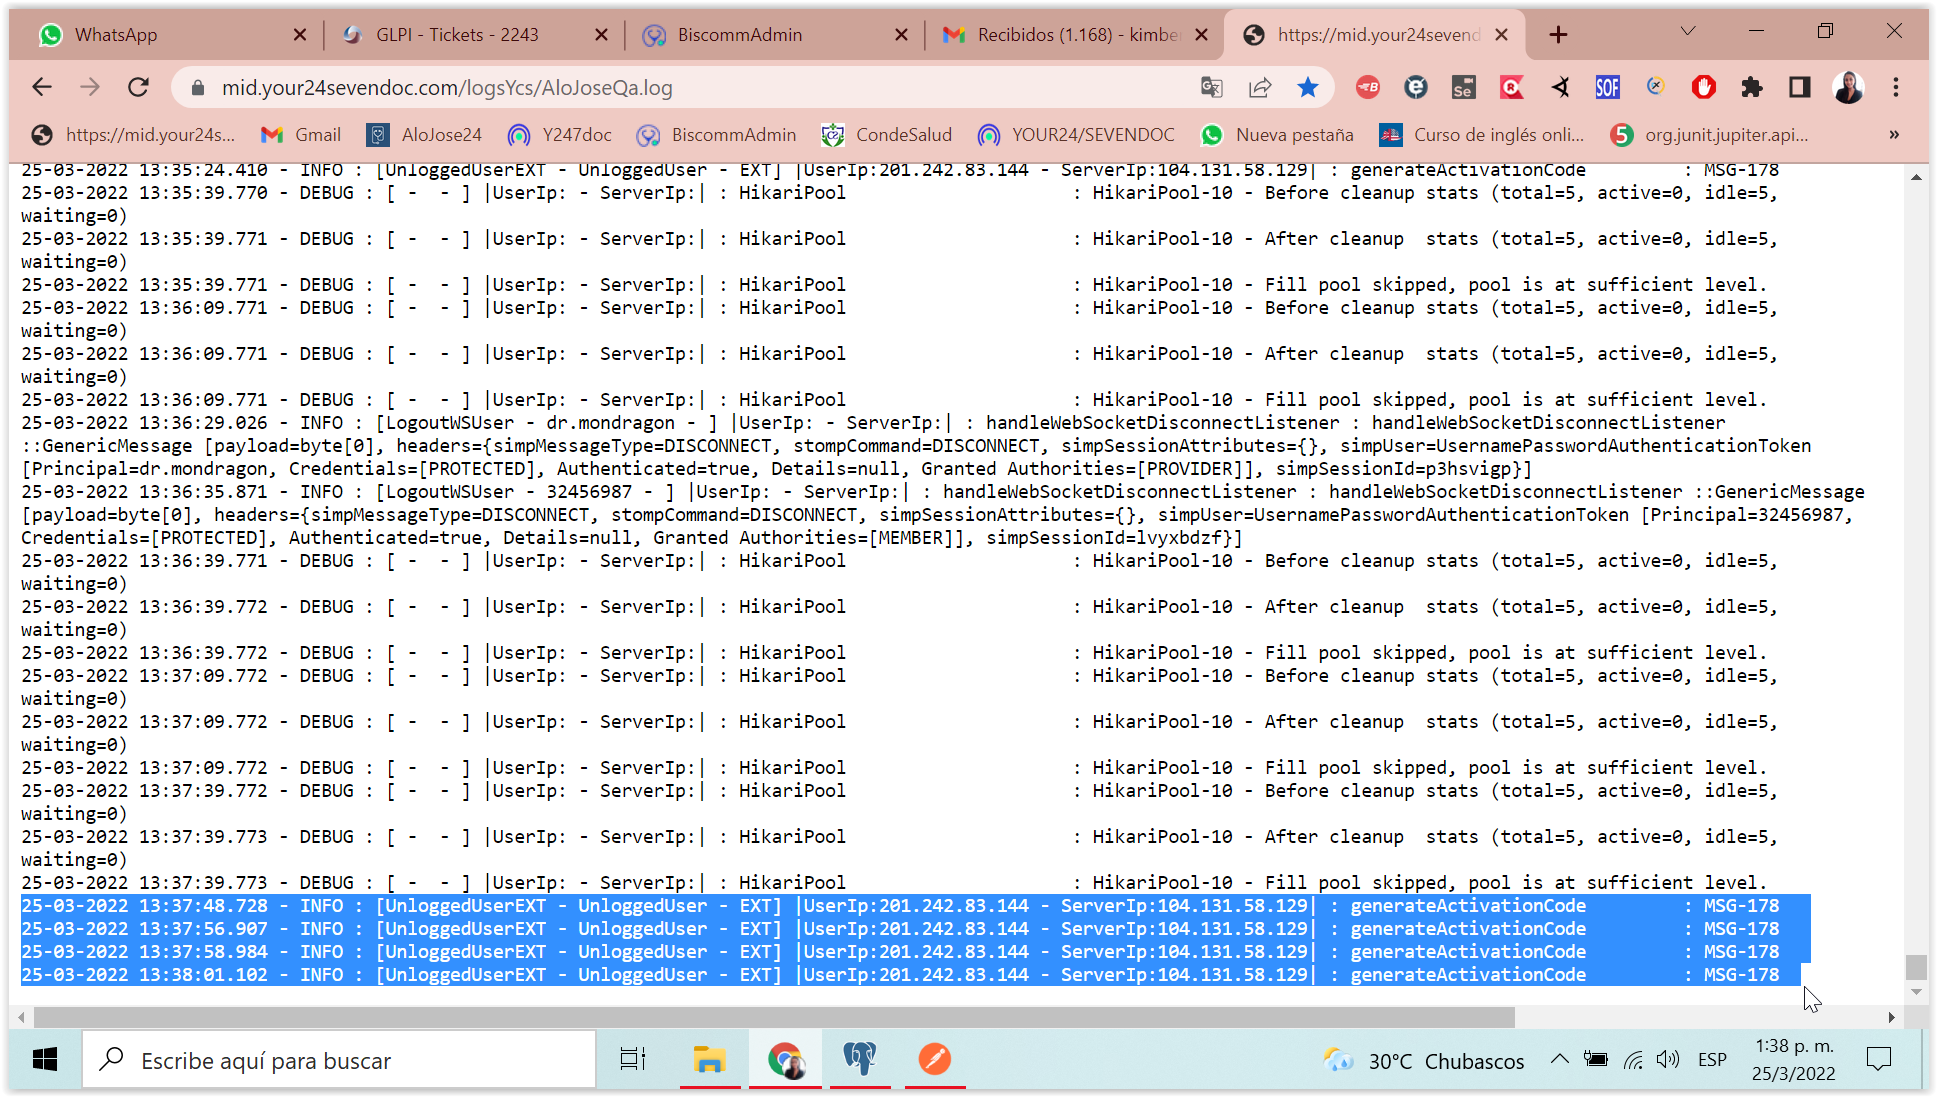 WhatsApp
GLPI - Tickets - 2243
BiscommAdmin
Recibidos (1.168) - kimbe
https://mid.your24sevend
mid.your24sevendoc.com/logsYcs/AloJoseQa.log
https://mid.your24s...
Gmail
AloJose24
Y247doc
BiscommAdmin
CondeSalud
YOUR24/SEVENDOC
Nueva pestaña
Curso de inglés onli...
org.junit.jupiter.api...
»
25-03-2022 13:35:24.410 - INFO : [UnloggedUserEXT - UnloggedUser - EXT] |UserIp:201.242.83.144 - ServerIp:104.131.58.129| : generateActivationCode : MSG-178
25-03-2022 13:35:39.770 - DEBUG : [ -  - ] |UserIp: - ServerIp:| : HikariPool : HikariPool-10 - Before cleanup stats (total=5, active=0, idle=5,
waiting=0)
25-03-2022 13:35:39.771 - DEBUG : [ -  - ] |UserIp: - ServerIp:| : HikariPool : HikariPool-10 - After cleanup  stats (total=5, active=0, idle=5,
waiting=0)
25-03-2022 13:35:39.771 - DEBUG : [ -  - ] |UserIp: - ServerIp:| : HikariPool : HikariPool-10 - Fill pool skipped, pool is at sufficient level.
25-03-2022 13:36:09.771 - DEBUG : [ -  - ] |UserIp: - ServerIp:| : HikariPool : HikariPool-10 - Before cleanup stats (total=5, active=0, idle=5,
waiting=0)
25-03-2022 13:36:09.771 - DEBUG : [ -  - ] |UserIp: - ServerIp:| : HikariPool : HikariPool-10 - After cleanup  stats (total=5, active=0, idle=5,
waiting=0)
25-03-2022 13:36:09.771 - DEBUG : [ -  - ] |UserIp: - ServerIp:| : HikariPool : HikariPool-10 - Fill pool skipped, pool is at sufficient level.
25-03-2022 13:36:29.026 - INFO : [LogoutWSUser - dr.mondragon - ] |UserIp: - ServerIp:| : handleWebSocketDisconnectListener : handleWebSocketDisconnectListener
::GenericMessage [payload=byte[0], headers={simpMessageType=DISCONNECT, stompCommand=DISCONNECT, simpSessionAttributes={}, simpUser=UsernamePasswordAuthenticationToken
[Principal=dr.mondragon, Credentials=[PROTECTED], Authenticated=true, Details=null, Granted Authorities=[PROVIDER]], simpSessionId=p3hsvigp}]
25-03-2022 13:36:35.871 - INFO : [LogoutWSUser - 32456987 - ] |UserIp: - ServerIp:| : handleWebSocketDisconnectListener : handleWebSocketDisconnectListener ::GenericMessage
[payload=byte[0], headers={simpMessageType=DISCONNECT, stompCommand=DISCONNECT, simpSessionAttributes={}, simpUser=UsernamePasswordAuthenticationToken [Principal=32456987,
Credentials=[PROTECTED], Authenticated=true, Details=null, Granted Authorities=[MEMBER]], simpSessionId=lvyxbdzf}]
25-03-2022 13:36:39.771 - DEBUG : [ -  - ] |UserIp: - ServerIp:| : HikariPool : HikariPool-10 - Before cleanup stats (total=5, active=0, idle=5,
waiting=0)
25-03-2022 13:36:39.772 - DEBUG : [ -  - ] |UserIp: - ServerIp:| : HikariPool : HikariPool-10 - After cleanup  stats (total=5, active=0, idle=5,
waiting=0)
25-03-2022 13:36:39.772 - DEBUG : [ -  - ] |UserIp: - ServerIp:| : HikariPool : HikariPool-10 - Fill pool skipped, pool is at sufficient level.
25-03-2022 13:37:09.772 - DEBUG : [ -  - ] |UserIp: - ServerIp:| : HikariPool : HikariPool-10 - Before cleanup stats (total=5, active=0, idle=5,
waiting=0)
25-03-2022 13:37:09.772 - DEBUG : [ -  - ] |UserIp: - ServerIp:| : HikariPool : HikariPool-10 - After cleanup  stats (total=5, active=0, idle=5,
waiting=0)
25-03-2022 13:37:09.772 - DEBUG : [ -  - ] |UserIp: - ServerIp:| : HikariPool : HikariPool-10 - Fill pool skipped, pool is at sufficient level.
25-03-2022 13:37:39.772 - DEBUG : [ -  - ] |UserIp: - ServerIp:| : HikariPool : HikariPool-10 - Before cleanup stats (total=5, active=0, idle=5,
waiting=0)
25-03-2022 13:37:39.773 - DEBUG : [ -  - ] |UserIp: - ServerIp:| : HikariPool : HikariPool-10 - After cleanup  stats (total=5, active=0, idle=5,
waiting=0)
25-03-2022 13:37:39.773 - DEBUG : [ -  - ] |UserIp: - ServerIp:| : HikariPool : HikariPool-10 - Fill pool skipped, pool is at sufficient level.
25-03-2022 13:37:48.728 - INFO : [UnloggedUserEXT - UnloggedUser - EXT] |UserIp:201.242.83.144 - ServerIp:104.131.58.129| : generateActivationCode : MSG-178
25-03-2022 13:37:56.907 - INFO : [UnloggedUserEXT - UnloggedUser - EXT] |UserIp:201.242.83.144 - ServerIp:104.131.58.129| : generateActivationCode : MSG-178
25-03-2022 13:37:58.984 - INFO : [UnloggedUserEXT - UnloggedUser - EXT] |UserIp:201.242.83.144 - ServerIp:104.131.58.129| : generateActivationCode : MSG-178
25-03-2022 13:38:01.102 - INFO : [UnloggedUserEXT - UnloggedUser - EXT] |UserIp:201.242.83.144 - ServerIp:104.131.58.129| : generateActivationCode : MSG-178
Escribe aquí para buscar
30°C Chubascos
ESP
1:38 p. m.
25/3/2022